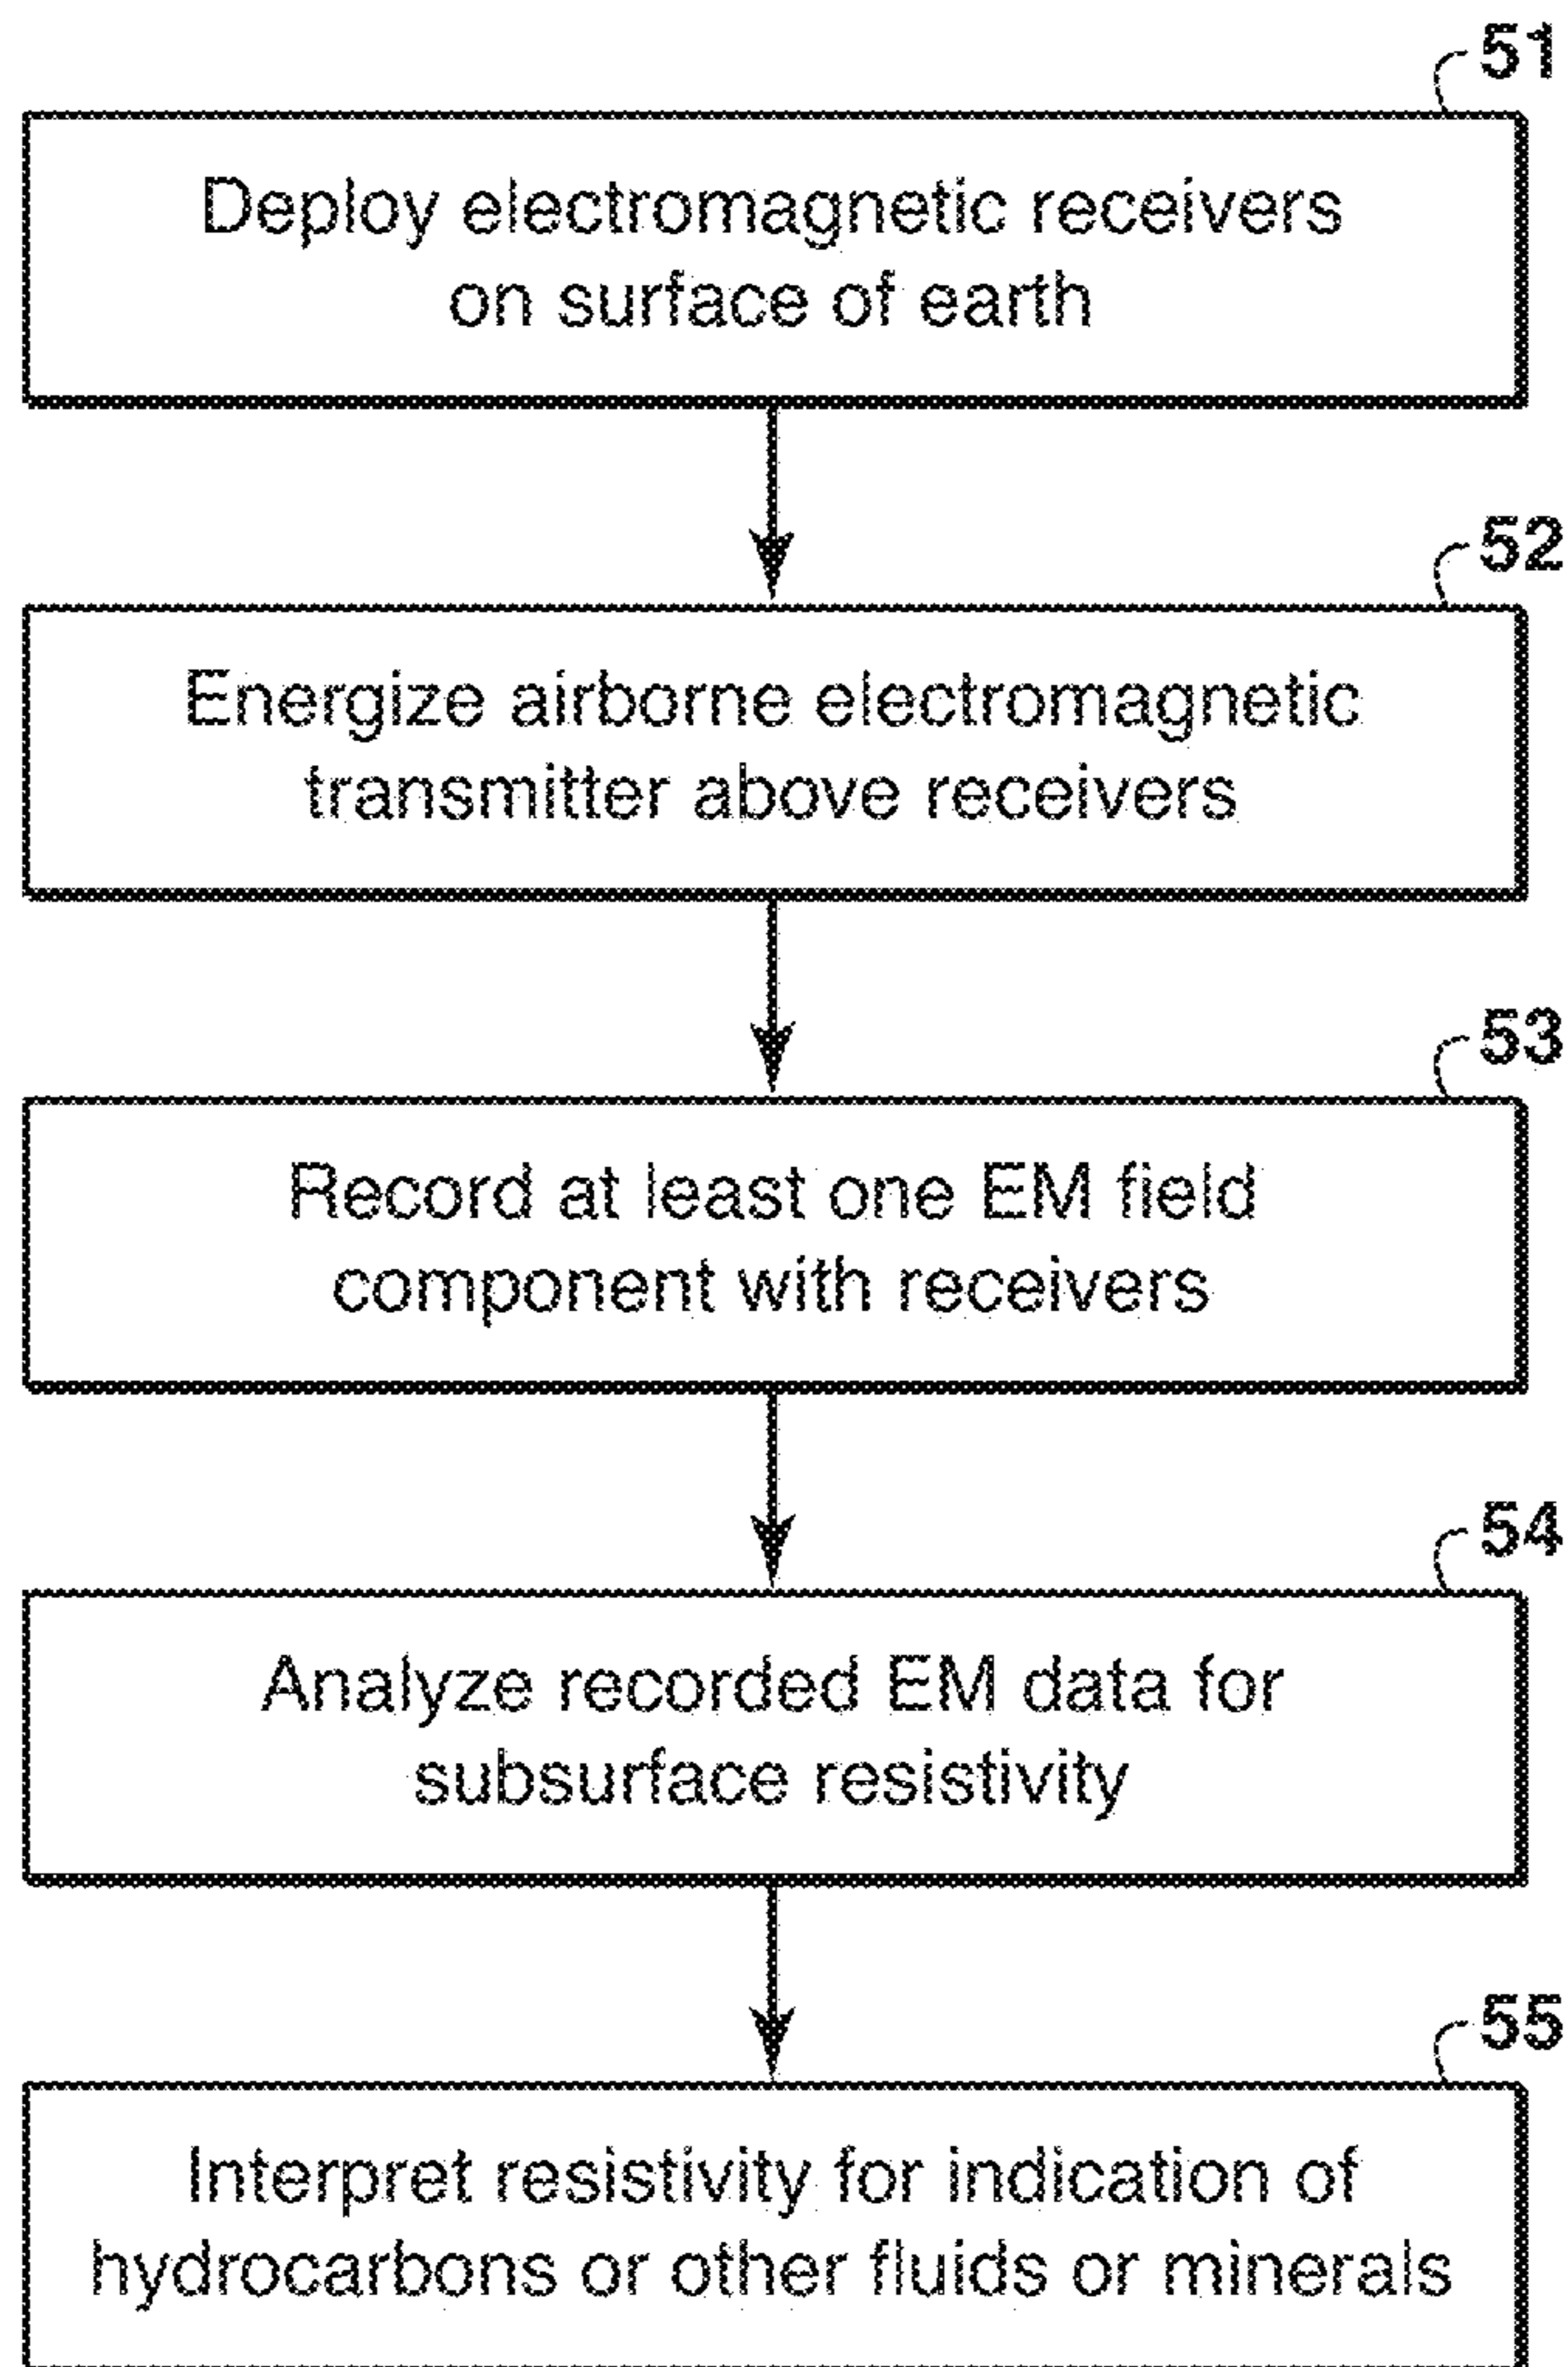 51
Deploy electromagnetic receivers
on surface of earth
52
Energize airborne electromagnetic
transmitter above receivers
53
Record at least one EM field
component with receivers
54
Analyze recorded EM data for
subsurface resistivity
55
Interpret resistivity for indication of
hydrocarbons or other fluids or minerals